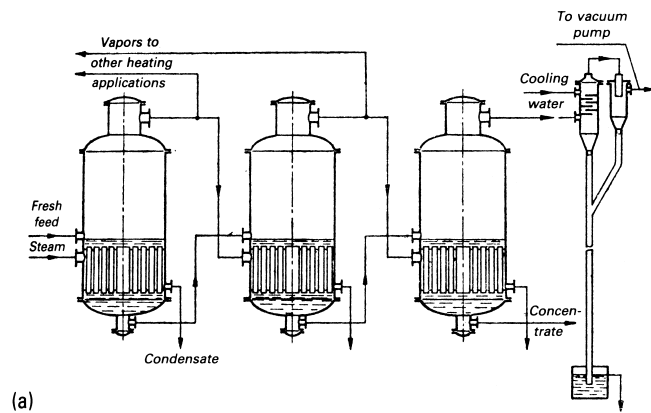 To vacuum
pump
Vapors to
other heating
applications
Cooling
water
Fresh
feed
Steam
Condensate
Concen-
trate
(a)